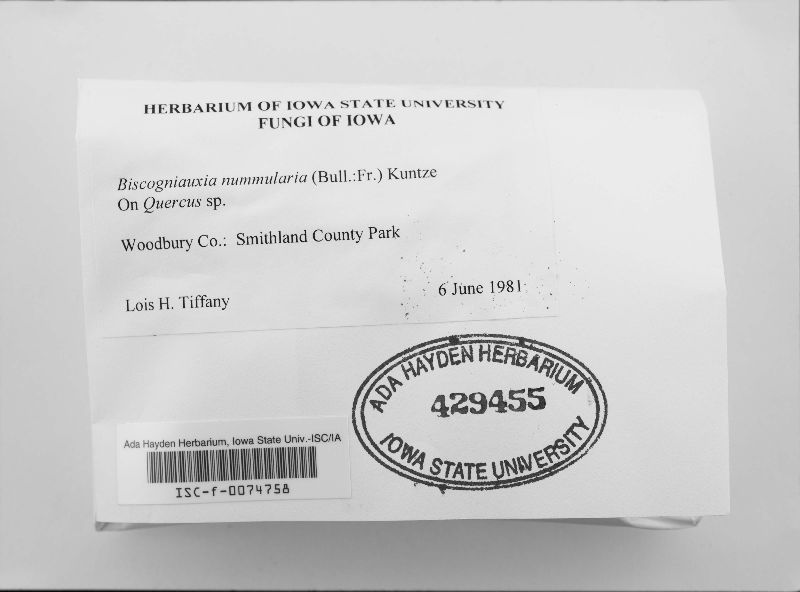 HERBARIUM OF IOWA STATE UNIVERSITY
FUNGI OF IOWA
Biscogniauxia nummularia (Bull.:Fr.) Kuntze
On Quercus sp.
Woodbury Co.: Smithland County Park
Lois H. Tiffany
6 June 1981
ADA HAYDEN HERBARIUM
429455
IOWA STATE UNIVERSITY
Ada Hayden Herbarium, Iowa State Univ.-ISC/IA
ISC-f-0074758